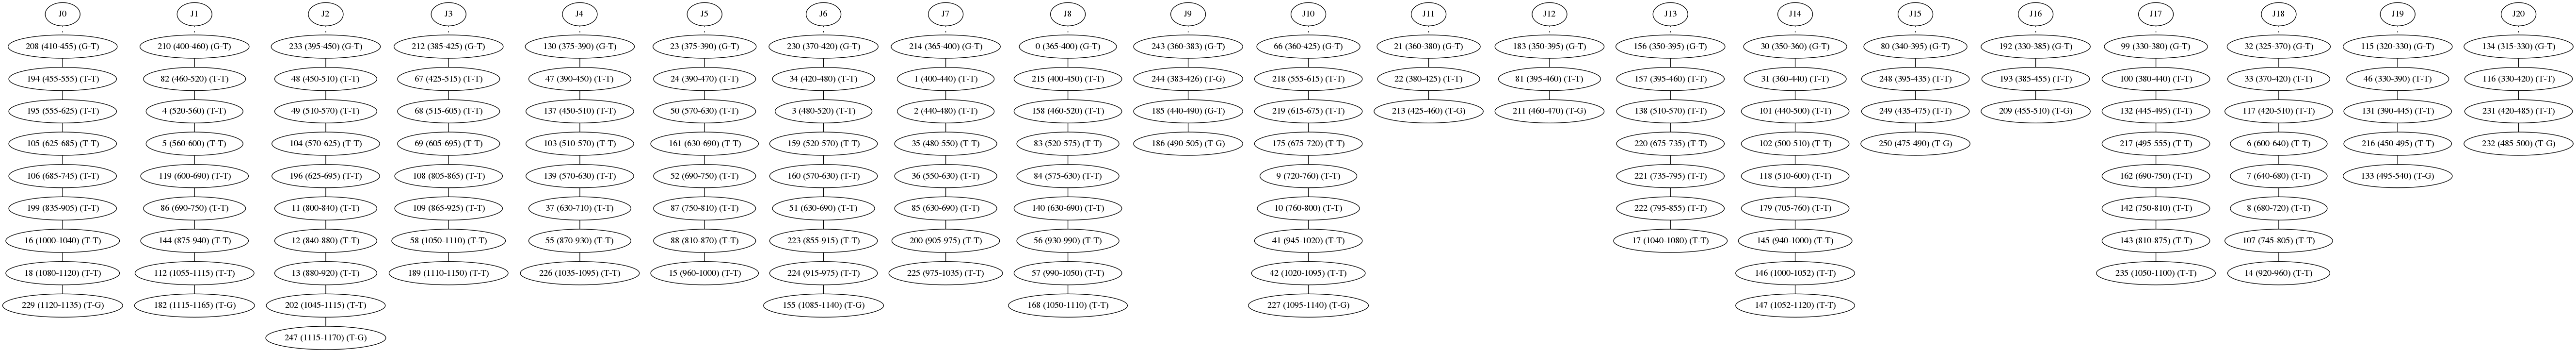 J0 J1 J2 J3 J4 J5 J6 J7 J8 J9 J10 J11 J12 J13 J14 J15 J16 J17 J18 J19 J20
208 (410-455) (G-T) 210 (400-460) (G-T) 233 (395-450) (G-T) 212 (385-425) (G-T) 130 (375-390) (G-T) 23 (375-390) (G-T) 230 (370-420) (G-T) 214 (365-400) (G-T) 0 (365-400) (G-T) 243 (360-383) (G-T) 66 (360-425) (G-T) 21 (360-380) (G-T) 183 (350-395) (G-T) 156 (350-395) (G-T) 30 (350-360) (G-T) 80 (340-395) (G-T) 192 (330-385) (G-T) 99 (330-380) (G-T) 32 (325-370) (G-T) 115 (320-330) (G-T) 134 (315-330) (G-T)
194 (455-555) (T-T) 82 (460-520) (T-T) 48 (450-510) (T-T) 67 (425-515) (T-T) 47 (390-450) (T-T) 24 (390-470) (T-T) 34 (420-480) (T-T) 1 (400-440) (T-T) 215 (400-450) (T-T) 244 (383-426) (T-G) 218 (555-615) (T-T) 22 (380-425) (T-T) 81 (395-460) (T-T) 157 (395-460) (T-T) 31 (360-440) (T-T) 248 (395-435) (T-T) 193 (385-455) (T-T) 100 (380-440) (T-T) 33 (370-420) (T-T) 46 (330-390) (T-T) 116 (330-420) (T-T)
195 (555-625) (T-T) 4 (520-560) (T-T) 49 (510-570) (T-T) 68 (515-605) (T-T) 137 (450-510) (T-T) 50 (570-630) (T-T) 3 (480-520) (T-T) 2 (440-480) (T-T) 158 (460-520) (T-T) 185 (440-490) (G-T) 219 (615-675) (T-T) 213 (425-460) (T-G) 211 (460-470) (T-G) 138 (510-570) (T-T) 101 (440-500) (T-T) 249 (435-475) (T-T) 209 (455-510) (T-G) 132 (445-495) (T-T) 117 (420-510) (T-T) 131 (390-445) (T-T) 231 (420-485) (T-T)
105 (625-685) (T-T) 5 (560-600) (T-T) 104 (570-625) (T-T) 69 (605-695) (T-T) 103 (510-570) (T-T) 161 (630-690) (T-T) 159 (520-570) (T-T) 35 (480-550) (T-T) 83 (520-575) (T-T) 186 (490-505) (T-G) 175 (675-720) (T-T) 220 (675-735) (T-T) 102 (500-510) (T-T) 250 (475-490) (T-G) 217 (495-555) (T-T) 6 (600-640) (T-T) 216 (450-495) (T-T) 232 (485-500) (T-G)
106 (685-745) (T-T) 119 (600-690) (T-T) 196 (625-695) (T-T) 108 (805-865) (T-T) 139 (570-630) (T-T) 52 (690-750) (T-T) 160 (570-630) (T-T) 36 (550-630) (T-T) 84 (575-630) (T-T) 9 (720-760) (T-T) 221 (735-795) (T-T) 118 (510-600) (T-T) 162 (690-750) (T-T) 7 (640-680) (T-T) 133 (495-540) (T-G)
199 (835-905) (T-T) 86 (690-750) (T-T) 11 (800-840) (T-T) 109 (865-925) (T-T) 37 (630-710) (T-T) 87 (750-810) (T-T) 51 (630-690) (T-T) 85 (630-690) (T-T) 140 (630-690) (T-T) 10 (760-800) (T-T) 222 (795-855) (T-T) 179 (705-760) (T-T) 142 (750-810) (T-T) 8 (680-720) (T-T)
16 (1000-1040) (T-T) 144 (875-940) (T-T) 12 (840-880) (T-T) 58 (1050-1110) (T-T) 55 (870-930) (T-T) 88 (810-870) (T-T) 223 (855-915) (T-T) 200 (905-975) (T-T) 56 (930-990) (T-T) 41 (945-1020) (T-T) 17 (1040-1080) (T-T) 145 (940-1000) (T-T) 143 (810-875) (T-T) 107 (745-805) (T-T)
18 (1080-1120) (T-T) 112 (1055-1115) (T-T) 13 (880-920) (T-T) 189 (1110-1150) (T-T) 226 (1035-1095) (T-T) 15 (960-1000) (T-T) 224 (915-975) (T-T) 225 (975-1035) (T-T) 57 (990-1050) (T-T) 42 (1020-1095) (T-T) 146 (1000-1052) (T-T) 235 (1050-1100) (T-T) 14 (920-960) (T-T)
229 (1120-1135) (T-G) 182 (1115-1165) (T-G) 202 (1045-1115) (T-T) 155 (1085-1140) (T-G) 168 (1050-1110) (T-T) 227 (1095-1140) (T-G) 147 (1052-1120) (T-T)
247 (1115-1170) (T-G)